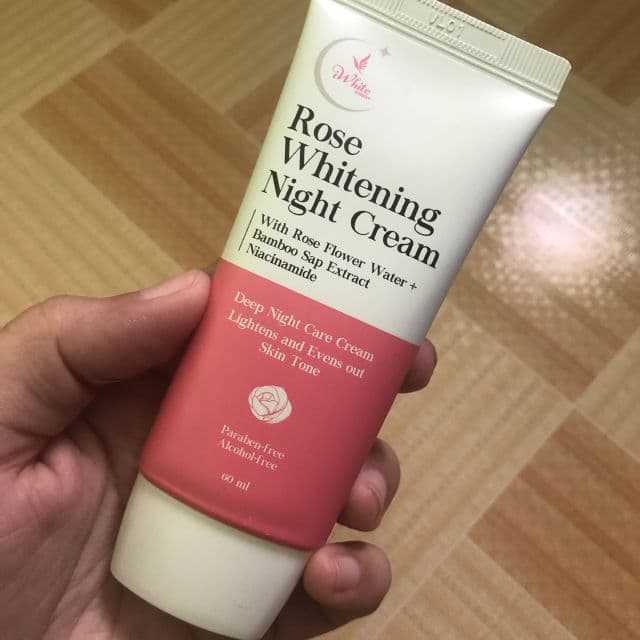 VL01
iWhite
Rose
Whitening
Night Cream
With Rose Flower Water +
Bamboo Sap Extract
Niacinamide
Deep Night Care Cream
Lightens and Evens out
Skin Tone
Paraben-free
Alcohol-free
60 ml